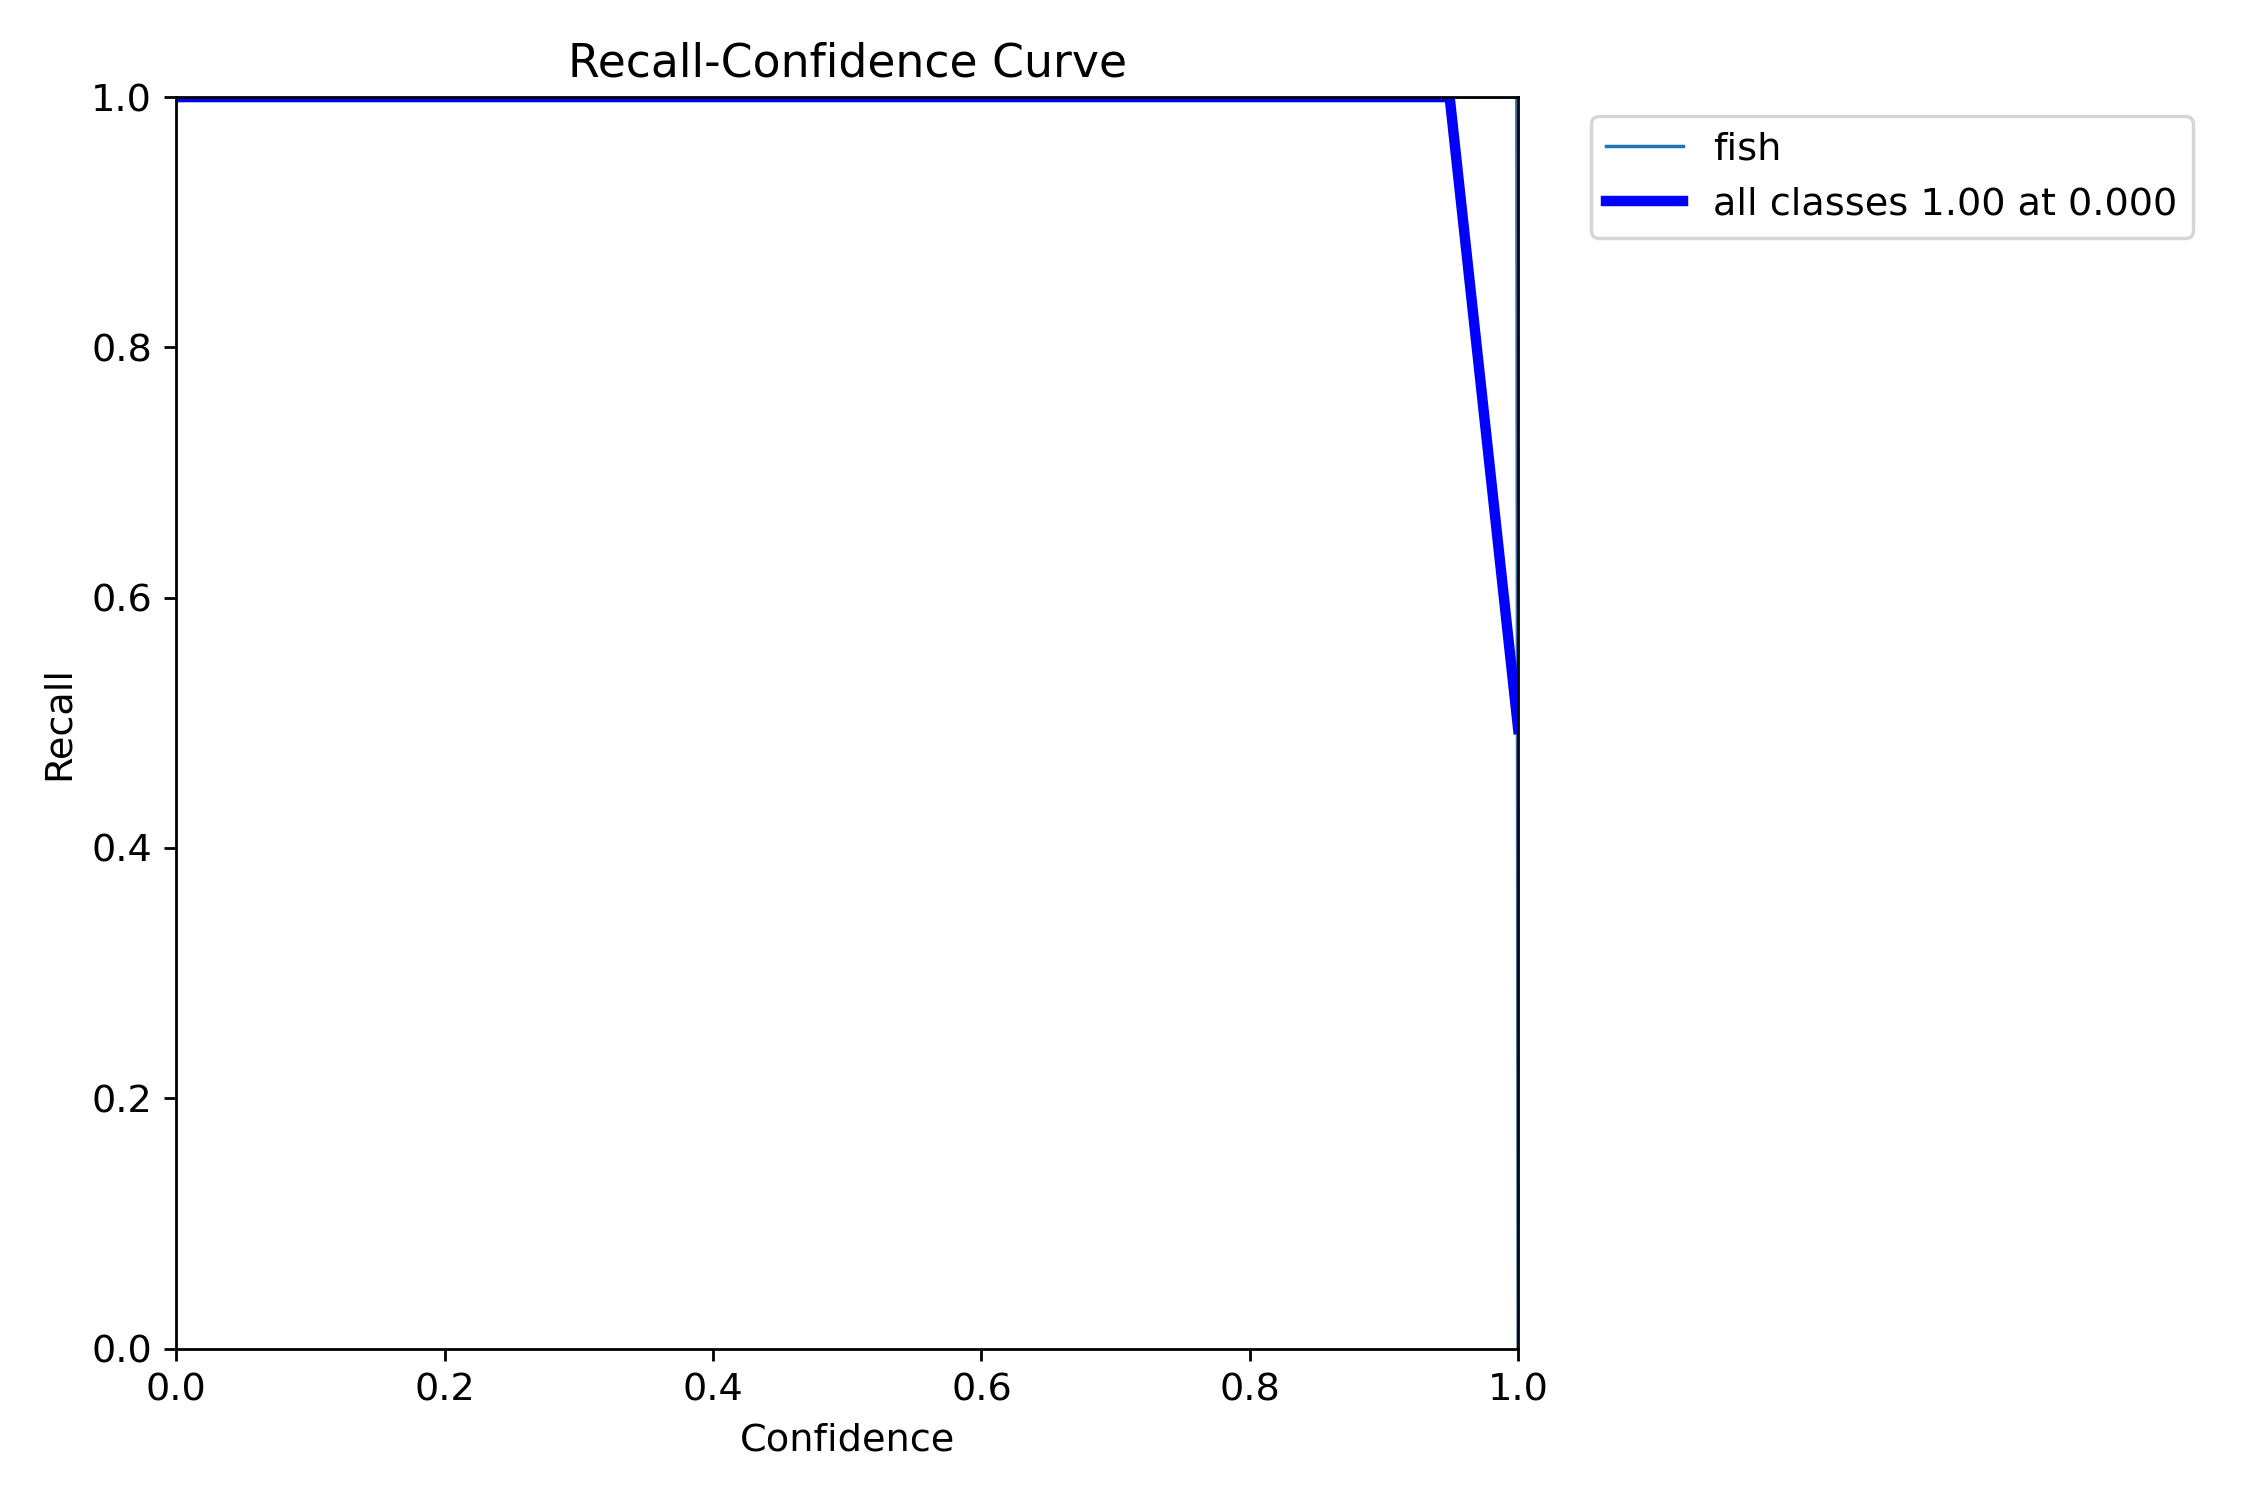 Recall-Confidence Curve
1.0
0.8
0.6
0.4
0.2
0.0
Recall
0.0 0.2 0.4 0.6 0.8 1.0
Confidence
fish
all classes 1.00 at 0.000